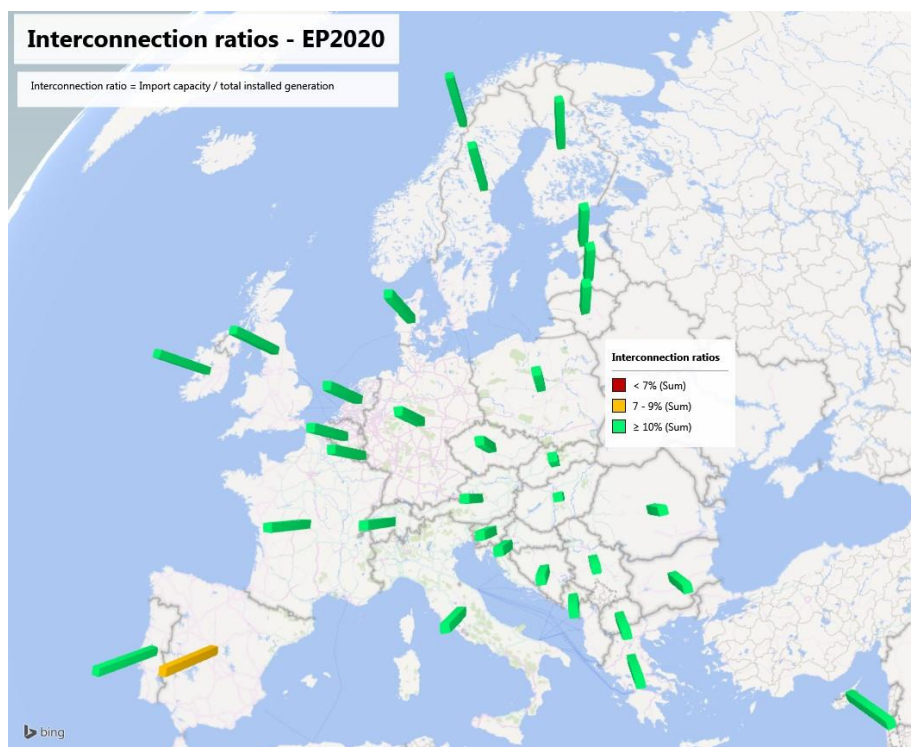 Interconnection ratios - EP2020
Interconnection ratio = Import capacity / total installed generation
Interconnection ratios
< 7% (Sum)
7 - 9% (Sum)
≥ 10% (Sum)
bing